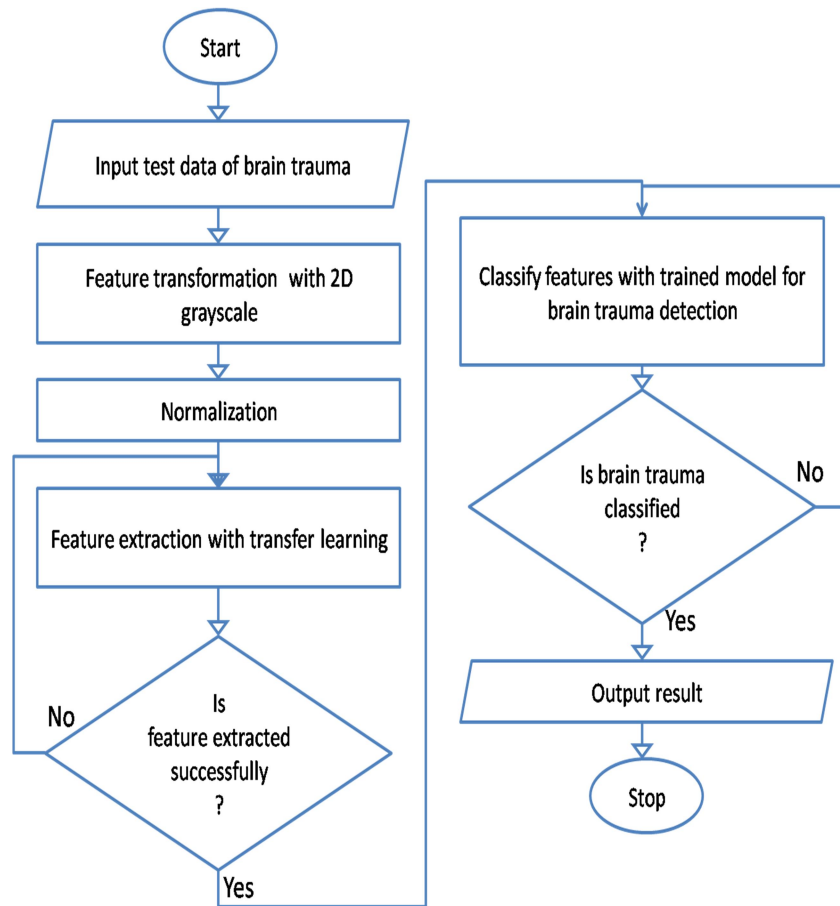 Start
Input test data of brain trauma
Feature transformation with 2D
grayscale
Normalization
Feature extraction with transfer learning
Is
feature extracted
successfully
?
No
Yes
Classify features with trained model for
brain trauma detection
Is brain trauma
classified
?
No
Yes
Output result
Stop